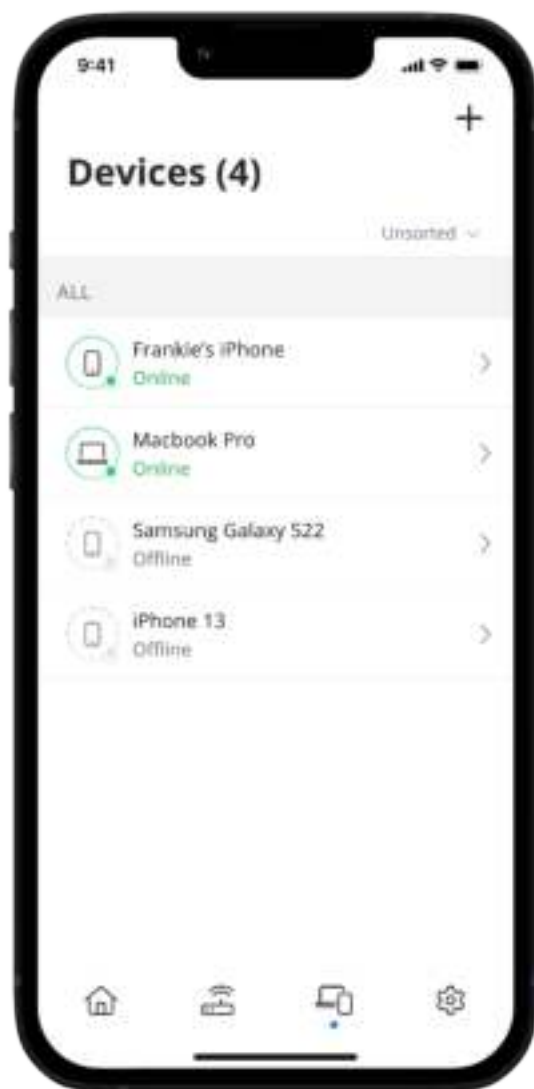 9:41
Devices (4)
Unsorted
ALL
Frankie's iPhone
Online
Macbook Pro
Online
Samsung Galaxy S22
Offline
iPhone 13
Offline